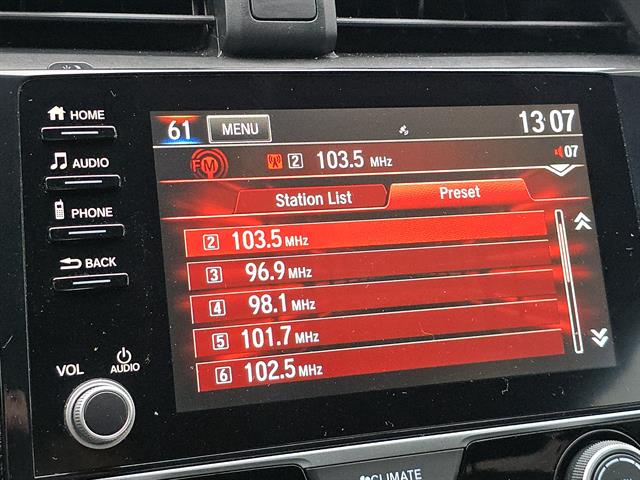 HOME
AUDIO
PHONE
BACK
VOL
AUDIO
61 MENU 13:07
FM 2 103.5 MHz 07
Station List Preset
2 103.5 MHz
3 96.9 MHz
4 98.1 MHz
5 101.7 MHz
6 102.5 MHz
CLIMATE